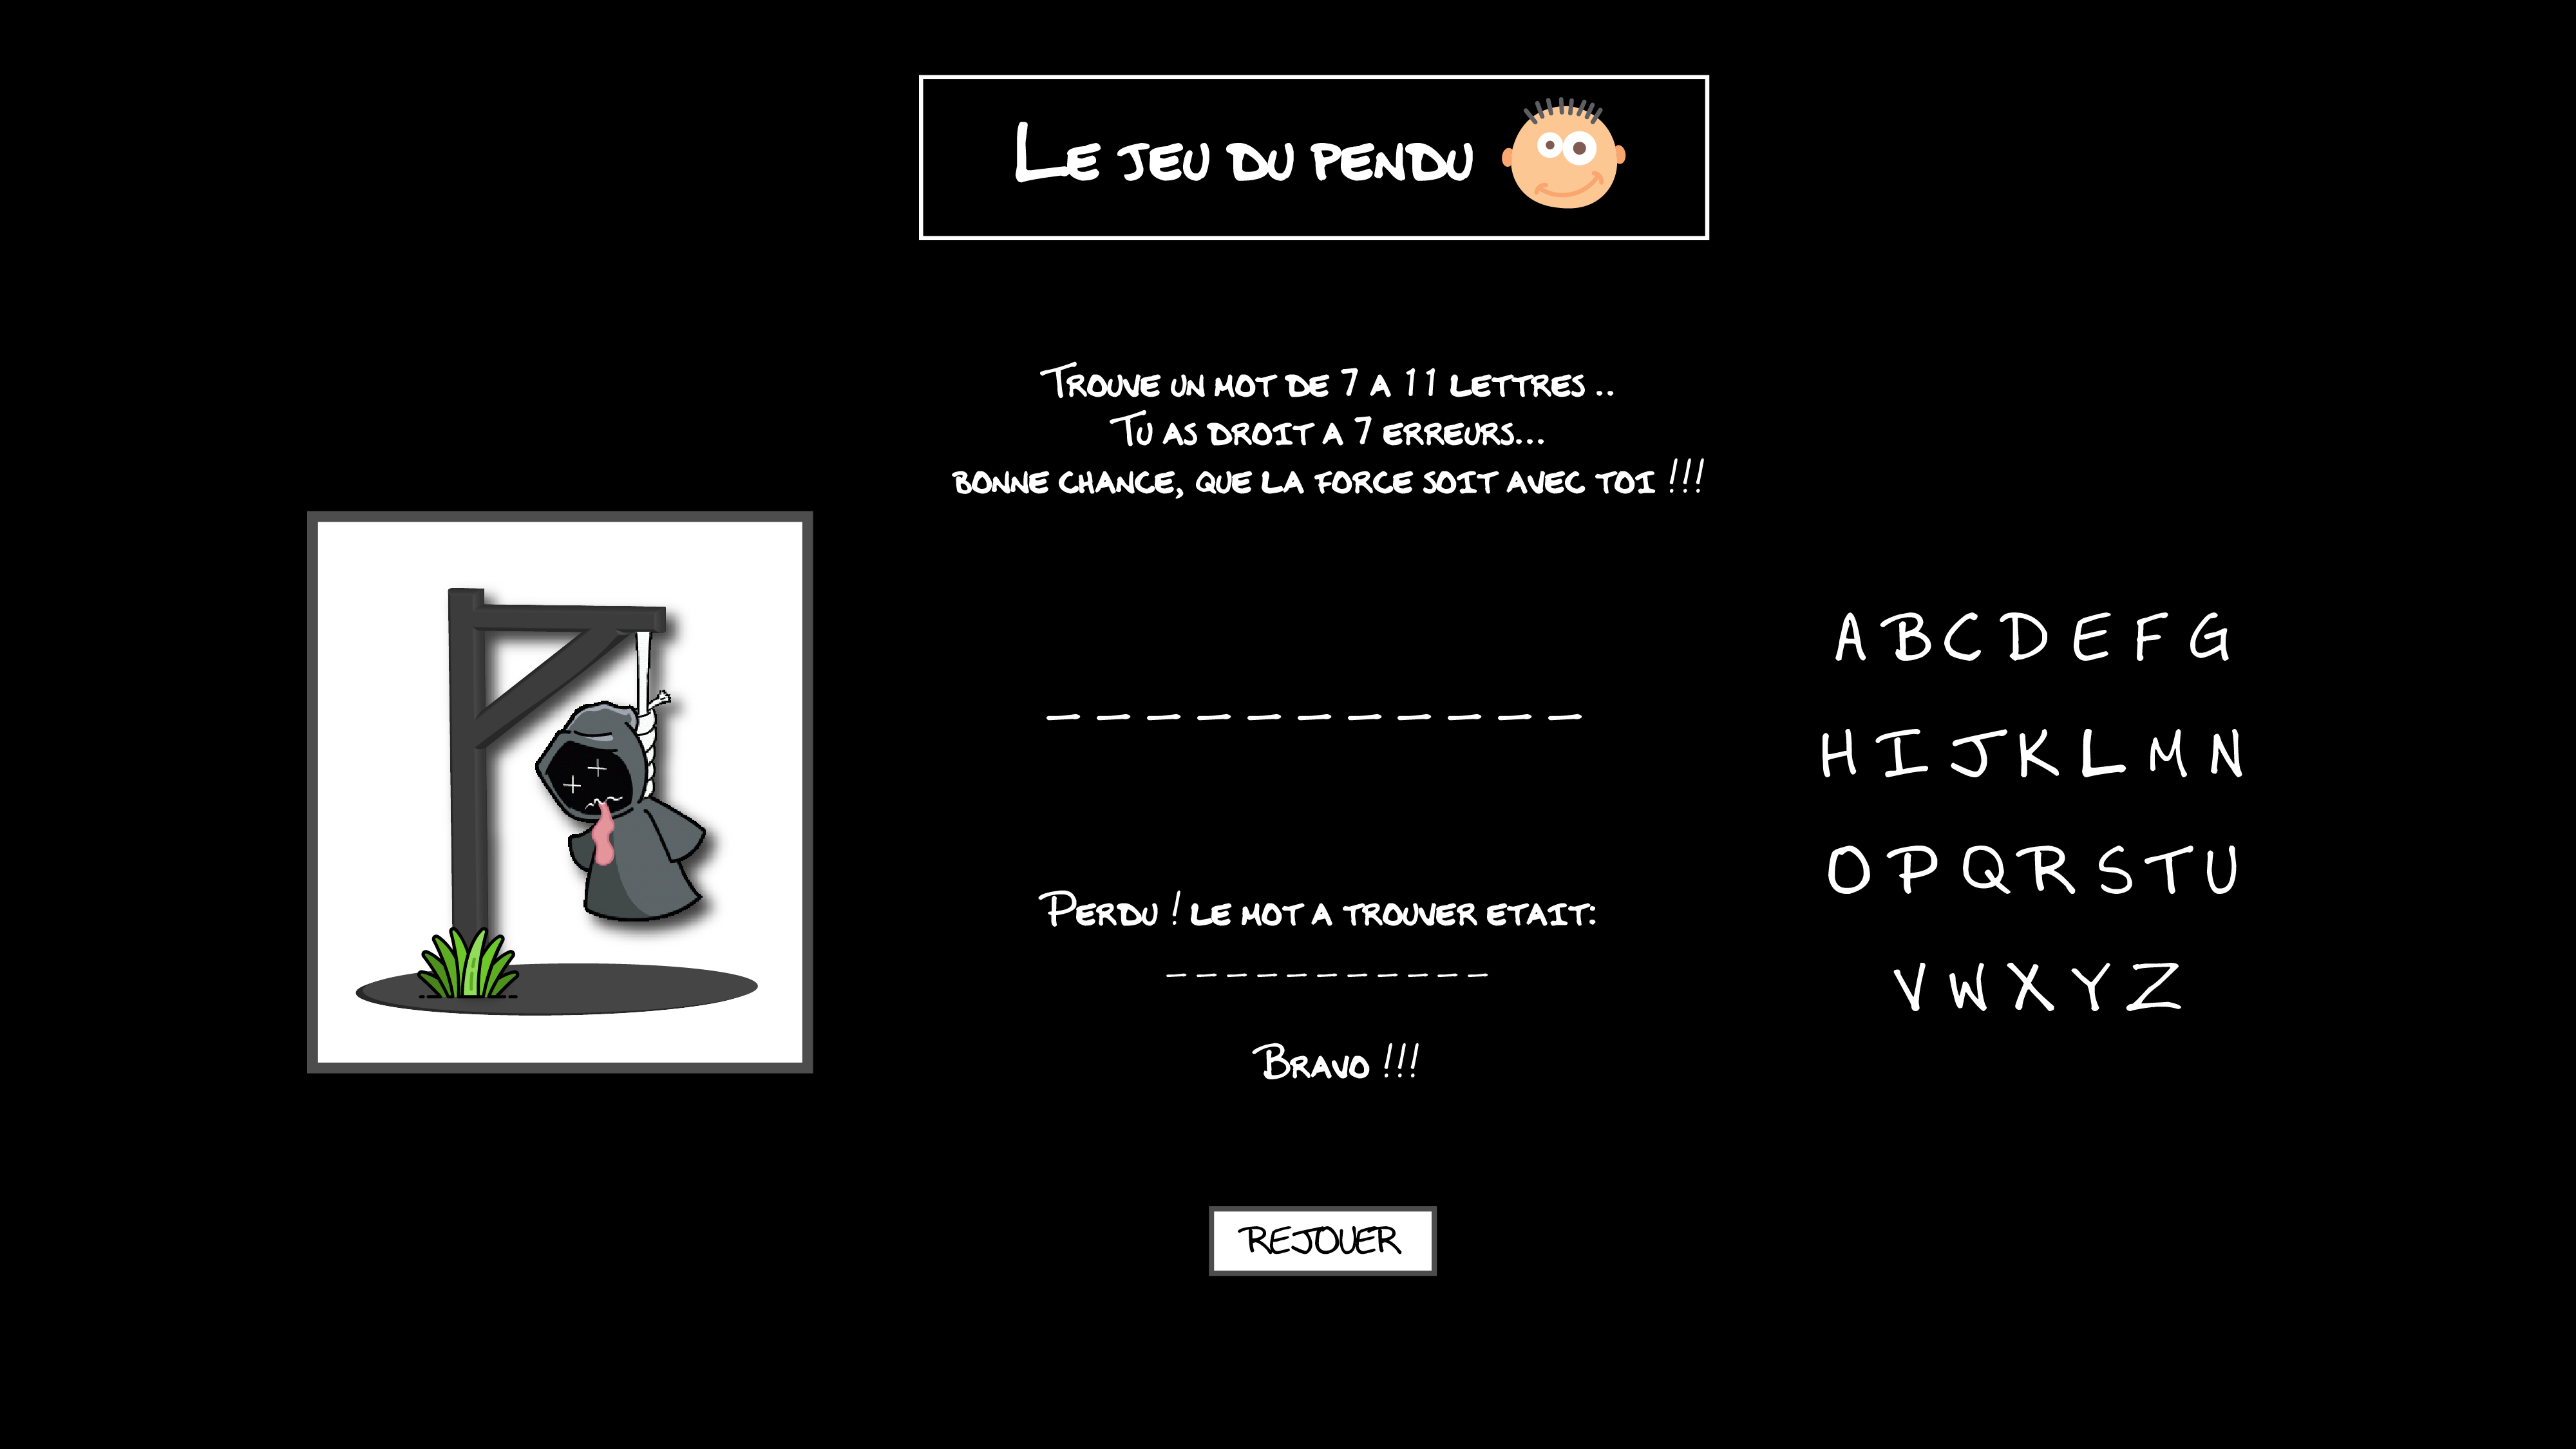 Le jeu du pendu
Trouve un mot de 7 a 11 lettres ..
Tu as droit a 7 erreurs...
bonne chance, que la force soit avec toi !!!
_ _ _ _ _ _ _ _ _ _ _
A B C D E F G
H I J K L M N
O P Q R S T U
V W X Y Z
Perdu ! le mot a trouver etait:
_ _ _ _ _ _ _ _ _ _ _
Bravo !!!
REJOUER